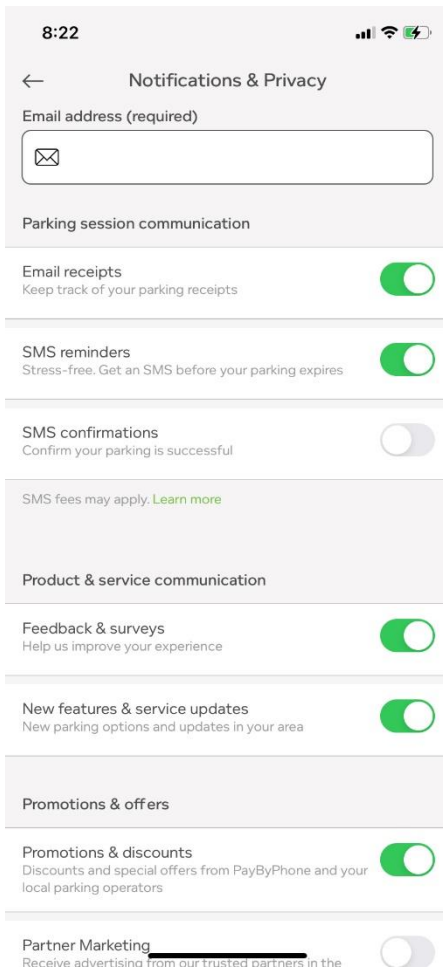 8:22
Notifications & Privacy
Email address (required)
Parking session communication
Email receipts
Keep track of your parking receipts
SMS reminders
Stress-free. Get an SMS before your parking expires
SMS confirmations
Confirm your parking is successful
SMS fees may apply. Learn more
Product & service communication
Feedback & surveys
Help us improve your experience
New features & service updates
New parking options and updates in your area
Promotions & offers
Promotions & discounts
Discounts and special offers from PayByPhone and your
local parking operators
Partner Marketing
Receive advertising from our trusted partners in the